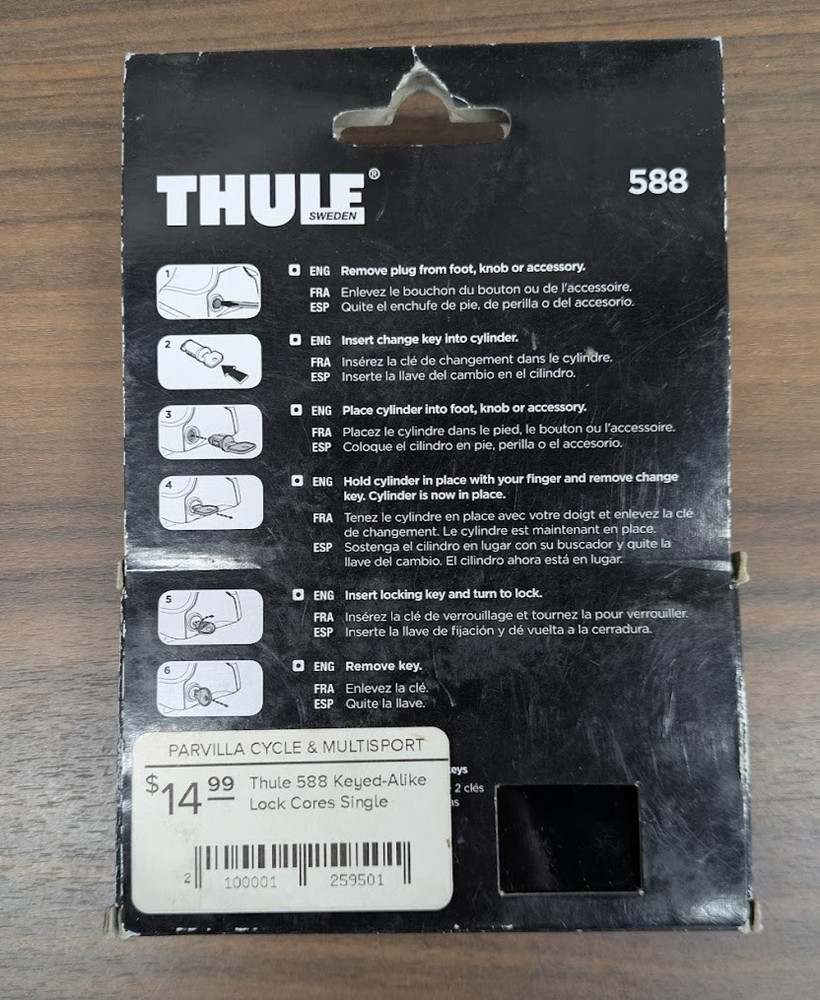 THULE®
SWEDEN
588
1
ENG Remove plug from foot, knob or accessory.
FRA Enlevez le bouchon du bouton ou de l'accessoire.
ESP Quite el enchufe de pie, de perilla o del accesorio.
2
ENG Insert change key into cylinder.
FRA Insérez la clé de changement dans le cylindre.
ESP Inserte la llave del cambio en el cilindro.
3
ENG Place cylinder into foot, knob or accessory.
FRA Placez le cylindre dans le pied, le bouton ou l'accessoire.
ESP Coloque el cilindro en pie, perilla o el accesorio.
4
ENG Hold cylinder in place with your finger and remove change
key. Cylinder is now in place.
FRA Tenez le cylindre en place avec votre doigt et enlevez la clé
de changement. Le cylindre est maintenant en place.
ESP Sostenga el cilindro en lugar con su buscador y quite la
llave del cambio. El cilindro ahora está en lugar.
5
ENG Insert locking key and turn to lock.
FRA Insérez la clé de verrouillage et tournez la pour verrouiller.
ESP Inserte la llave de fijación y dé vuelta a la cerradura.
6
ENG Remove key.
FRA Enlevez la clé.
ESP Quite la llave.
eys
2 clés
as
PARVILLA CYCLE & MULTISPORT
$14.99 Thule 588 Keyed-Alike
Lock Cores Single
2 100001 259501